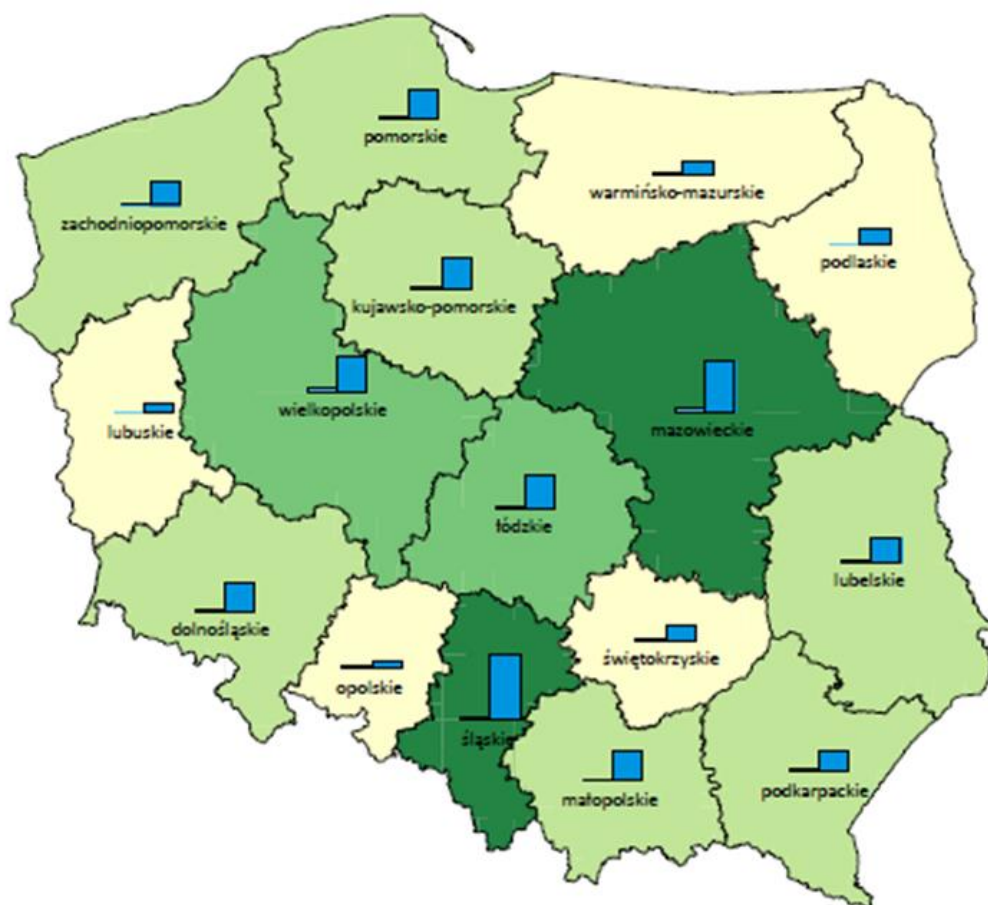 pomorskie
warmińsko-mazurskie
zachodniopomorskie
podlaskie
kujawsko-pomorskie
wielkopolskie
mazowieckie
lubuskie
łódzkie
lubelskie
dolnośląskie
świętokrzyskie
opolskie
śląskie
podkarpackie
małopolskie